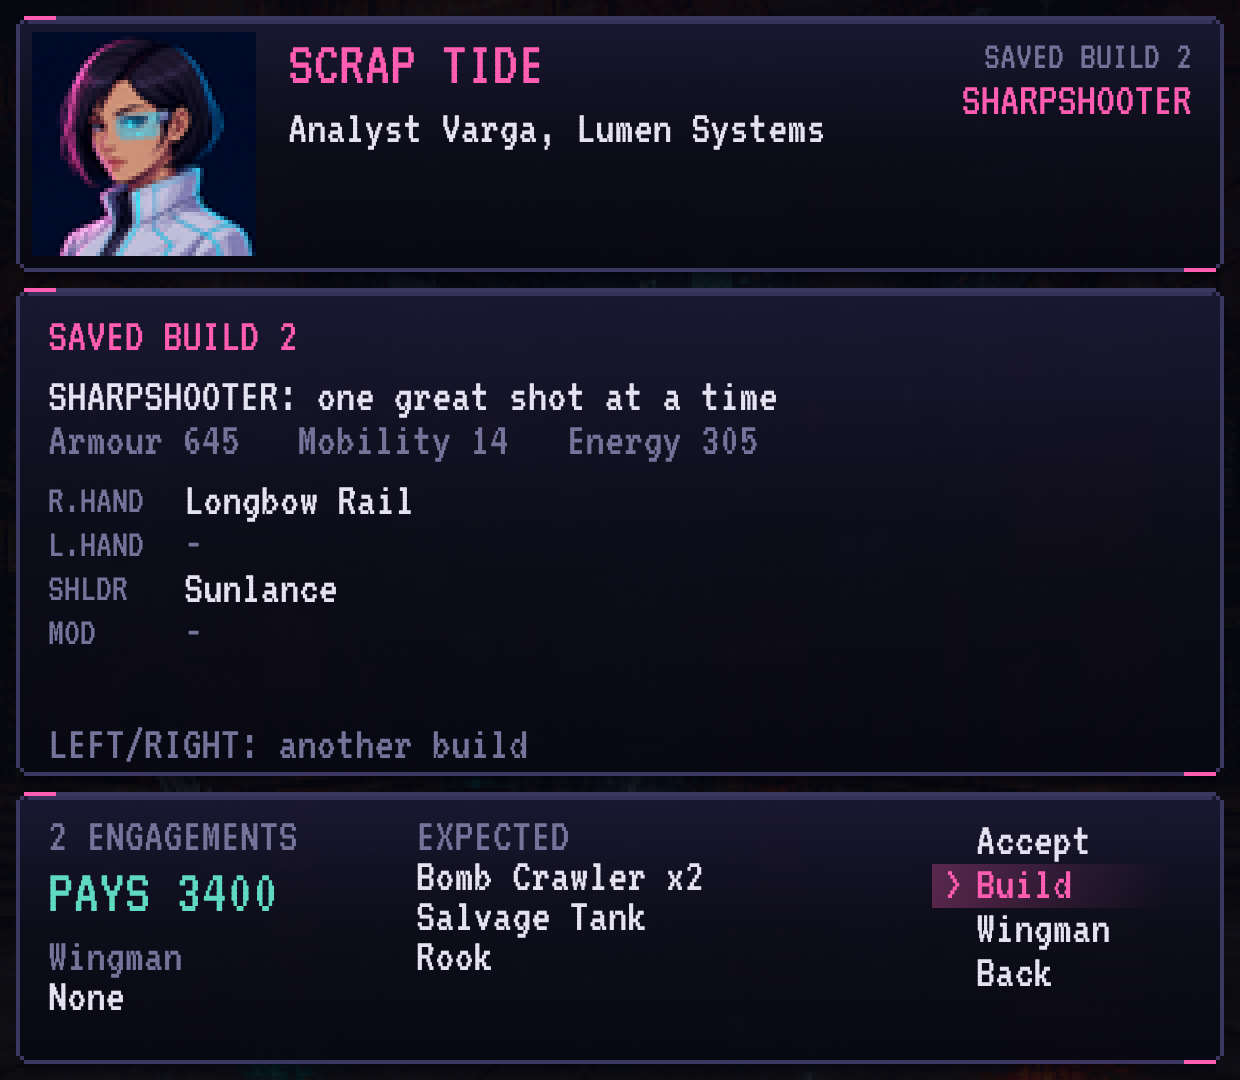 SCRAP TIDE
Analyst Varga, Lumen Systems
SAVED BUILD 2
SHARPSHOOTER
SAVED BUILD 2
SHARPSHOOTER: one great shot at a time
Armour 645 Mobility 14 Energy 305
R.HAND Longbow Rail
L.HAND -
SHLDR Sunlance
MOD -
LEFT/RIGHT: another build
2 ENGAGEMENTS
PAYS 3400
Wingman
None
EXPECTED
Bomb Crawler x2
Salvage Tank
Rook
Accept
> Build
Wingman
Back